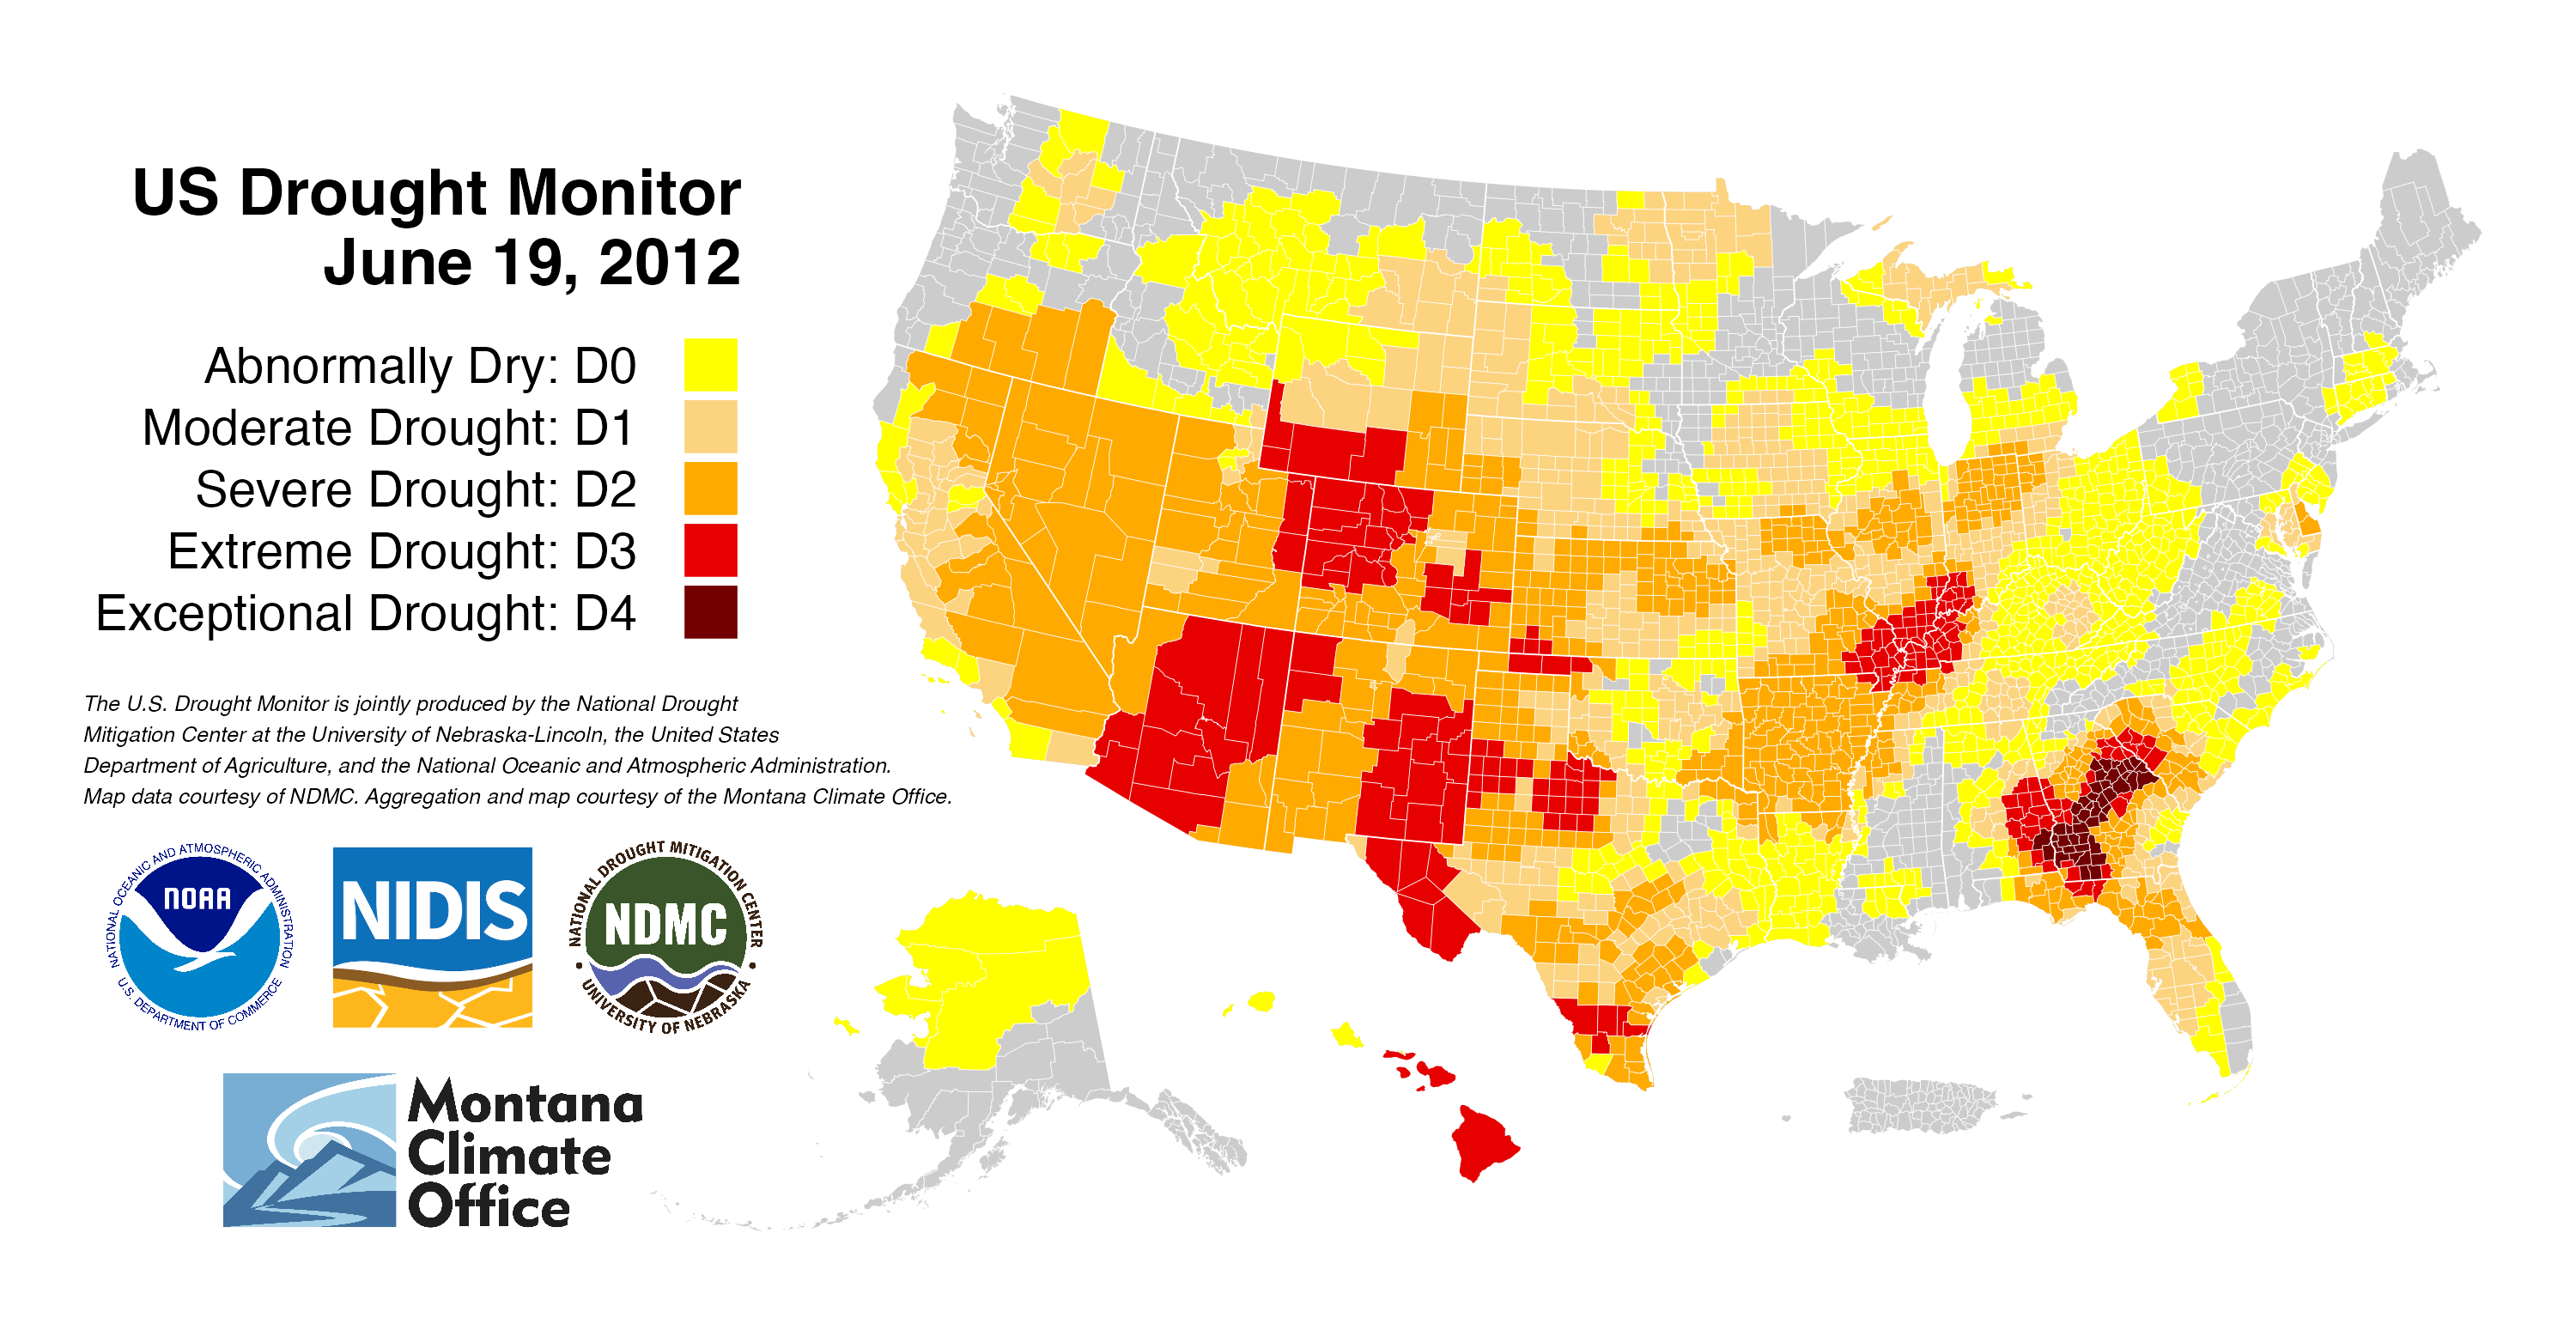 US Drought Monitor
June 19, 2012
Abnormally Dry: D0
Moderate Drought: D1
Severe Drought: D2
Extreme Drought: D3
Exceptional Drought: D4
The U.S. Drought Monitor is jointly produced by the National Drought
Mitigation Center at the University of Nebraska-Lincoln, the United States
Department of Agriculture, and the National Oceanic and Atmospheric Administration.
Map data courtesy of NDMC. Aggregation and map courtesy of the Montana Climate Office.
NATIONAL OCEANIC AND ATMOSPHERIC ADMINISTRATION
NOAA
U.S. DEPARTMENT OF COMMERCE
NIDIS
NATIONAL DROUGHT MITIGATION CENTER
NDMC
UNIVERSITY OF NEBRASKA
Montana
Climate
Office